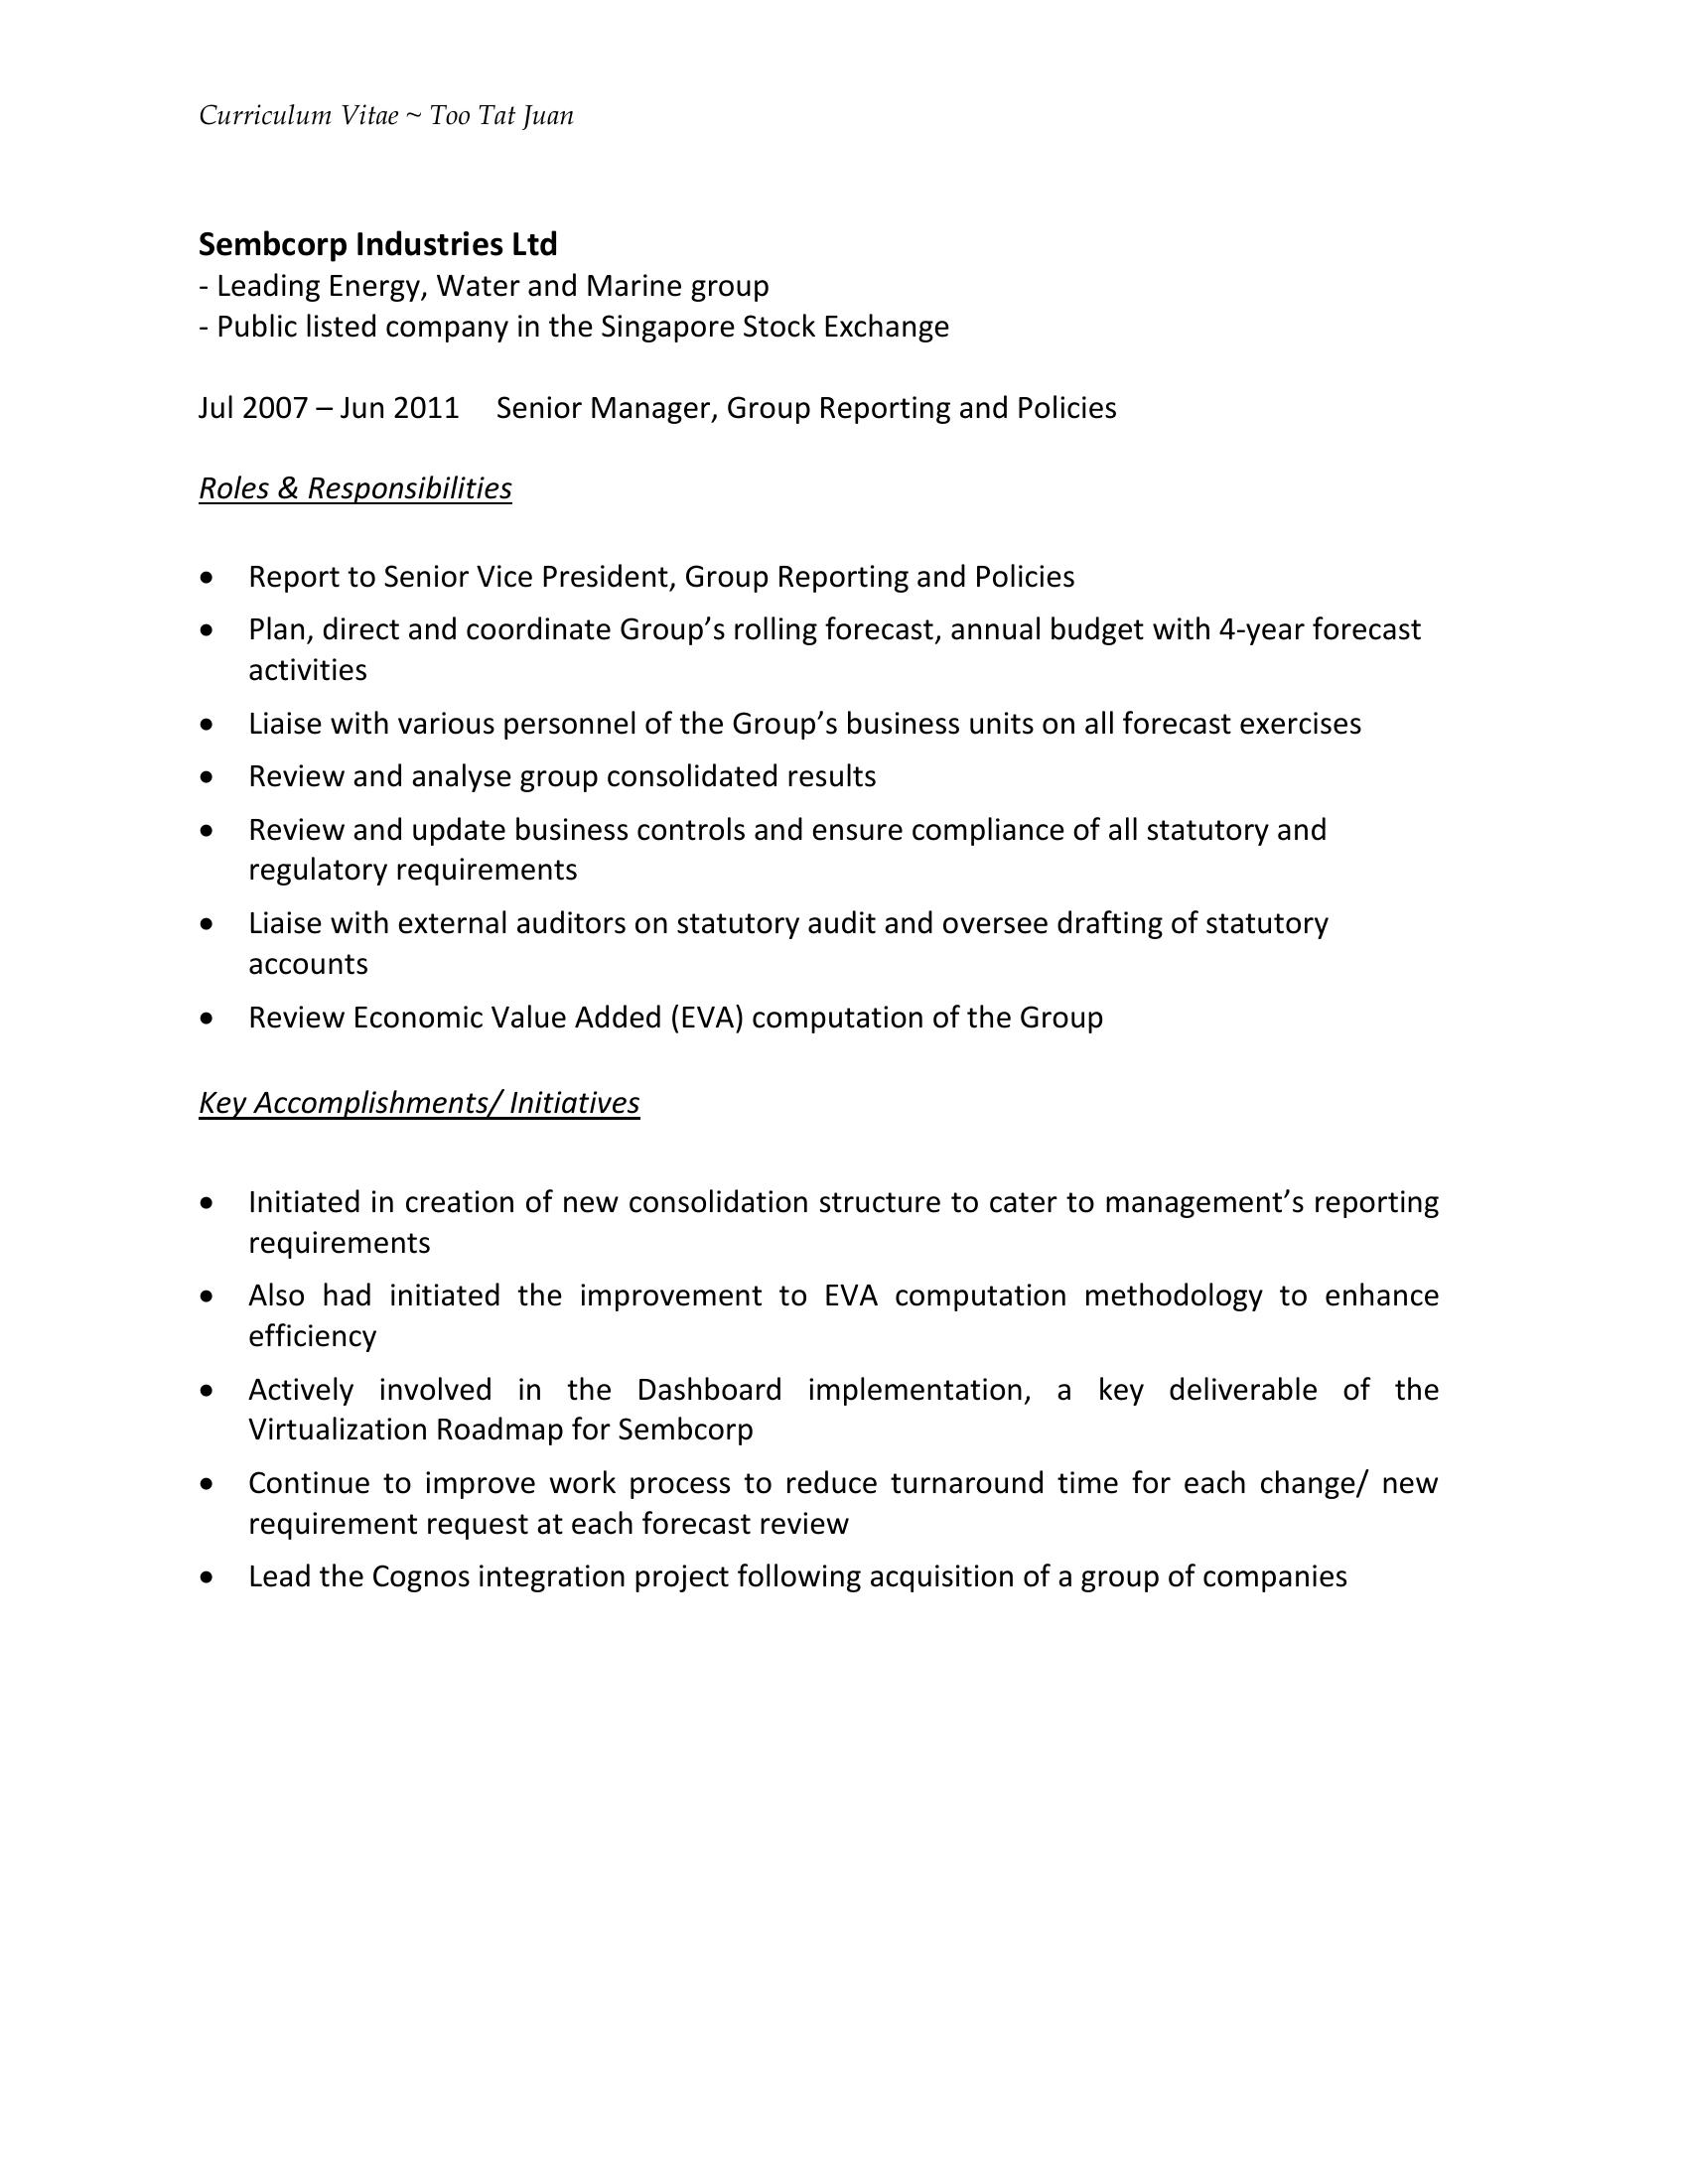 Curriculum Vitae ~ Too Tat Juan
Sembcorp Industries Ltd
- Leading Energy, Water and Marine group
- Public listed company in the Singapore Stock Exchange
Jul 2007 – Jun 2011 Senior Manager, Group Reporting and Policies
Roles & Responsibilities
• Report to Senior Vice President, Group Reporting and Policies
• Plan, direct and coordinate Group’s rolling forecast, annual budget with 4-year forecast
activities
• Liaise with various personnel of the Group’s business units on all forecast exercises
• Review and analyse group consolidated results
• Review and update business controls and ensure compliance of all statutory and
regulatory requirements
• Liaise with external auditors on statutory audit and oversee drafting of statutory
accounts
• Review Economic Value Added (EVA) computation of the Group
Key Accomplishments/ Initiatives
• Initiated in creation of new consolidation structure to cater to management’s reporting
requirements
• Also had initiated the improvement to EVA computation methodology to enhance
efficiency
• Actively involved in the Dashboard implementation, a key deliverable of the
Virtualization Roadmap for Sembcorp
• Continue to improve work process to reduce turnaround time for each change/ new
requirement request at each forecast review
• Lead the Cognos integration project following acquisition of a group of companies